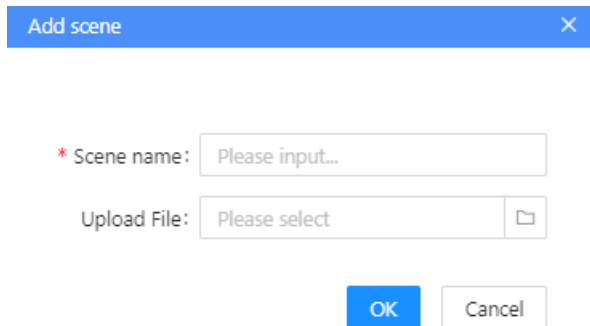 Add scene
* Scene name: Please input...
Upload File: Please select
OK Cancel